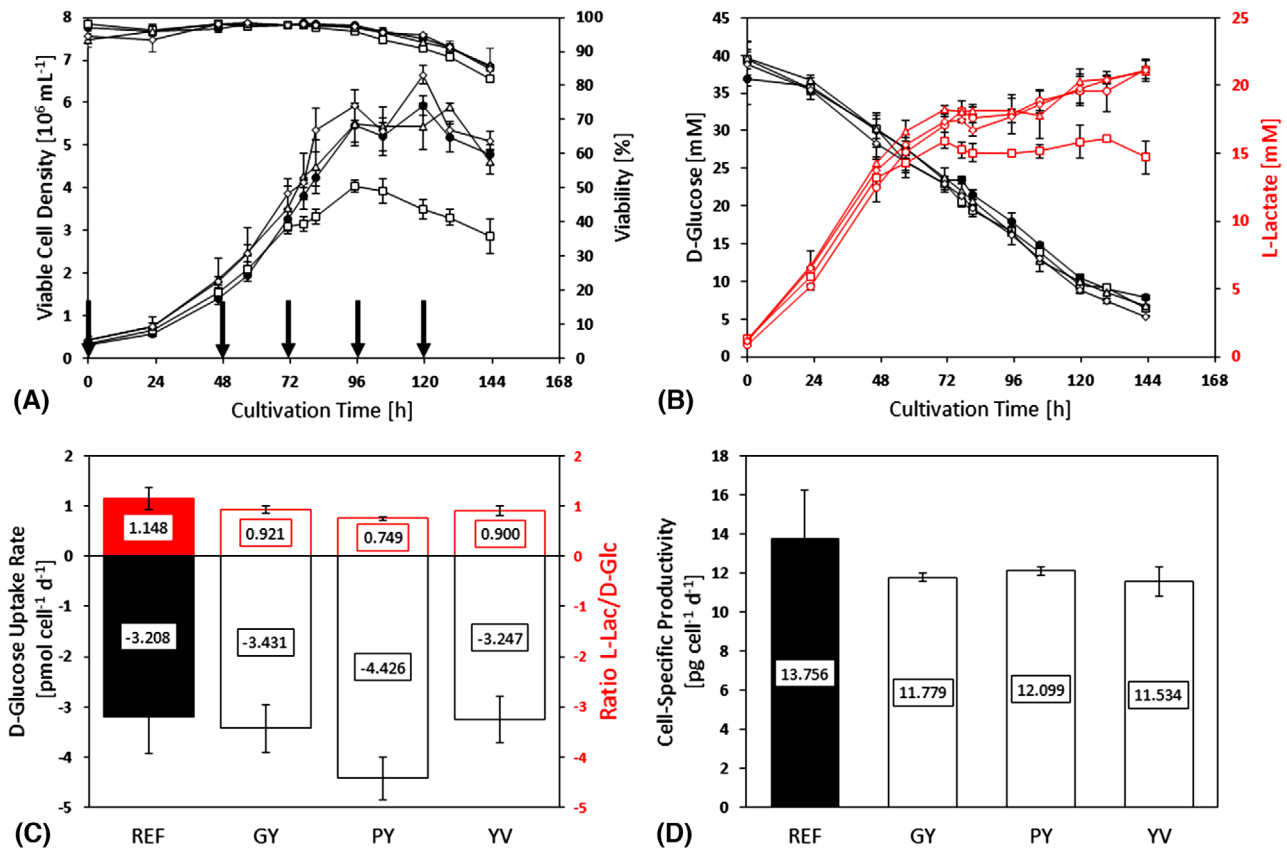 8
7
6
5
4
3
2
1
0
Viable Cell Density [10⁶ mL⁻¹]
100
90
80
70
60
50
40
30
20
10
0
Viability [%]
0 24 48 72 96 120 144 168
Cultivation Time [h]
(A)
45
40
35
30
25
20
15
10
5
0
D-Glucose [mM]
25
20
15
10
5
0
L-Lactate [mM]
0 24 48 72 96 120 144 168
Cultivation Time [h]
(B)
2
1
0
-1
-2
-3
-4
-5
D-Glucose Uptake Rate
[pmol cell⁻¹ d⁻¹]
1.148 0.921 0.749 0.900
-3.208 -3.431 -4.426 -3.247
2
1
0
-1
-2
-3
-4
-5
Ratio L-Lac/D-Glc
REF GY PY YV
(C)
18
16
14
12
10
8
6
4
2
0
Cell-Specific Productivity
[pg cell⁻¹ d⁻¹]
13.756 11.779 12.099 11.534
REF GY PY YV
(D)